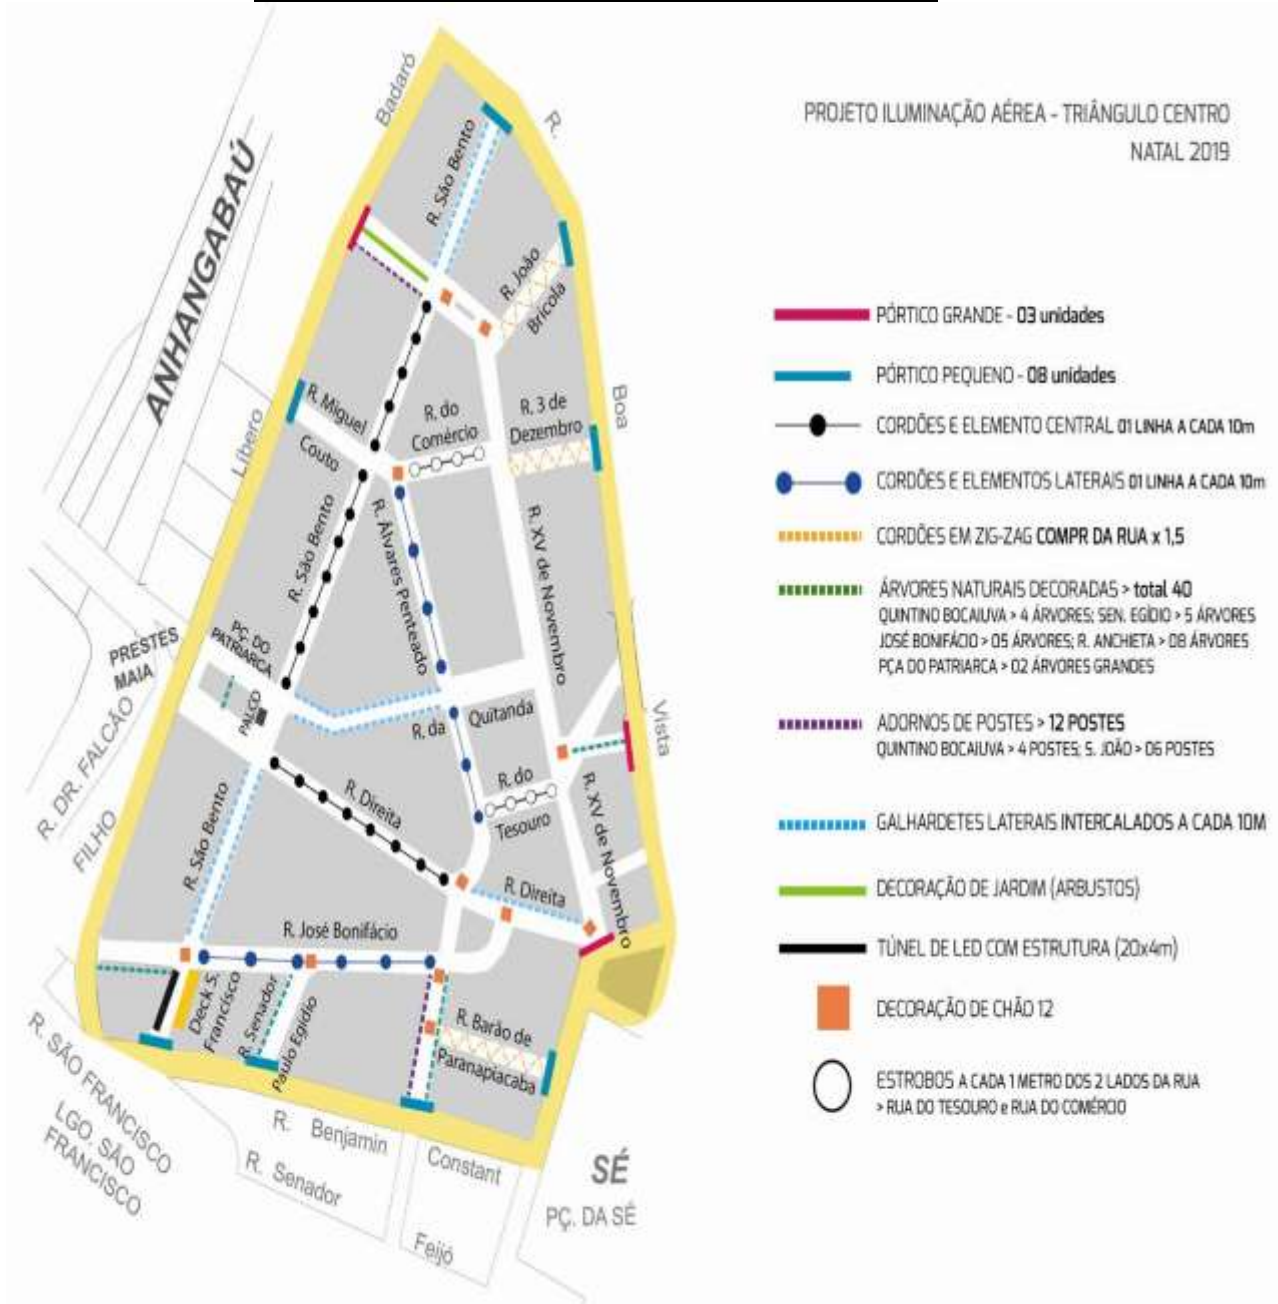 PROJETO ILUMINAÇÃO AÉREA - TRIÂNGULO CENTRO
NATAL 2019
PÓRTICO GRANDE - 03 unidades
PÓRTICO PEQUENO - 08 unidades
CORDÕES E ELEMENTO CENTRAL 01 LINHA A CADA 10m
CORDÕES E ELEMENTOS LATERAIS 01 LINHA A CADA 10m
CORDÕES EM ZIG-ZAG COMPR DA RUA x 1,5
ÁRVORES NATURAIS DECORADAS > total 40
QUINTINO BOCAIUVA > 4 ÁRVORES; SEN. EGÍDIO > 5 ÁRVORES
JOSÉ BONIFÁCIO > 05 ÁRVORES; R. ANCHIETA > 08 ÁRVORES
PÇA DO PATRIARCA > 02 ÁRVORES GRANDES
ADORNOS DE POSTES > 12 POSTES
QUINTINO BOCAIUVA > 4 POSTES; S. JOÃO > 06 POSTES
GALHARDETES LATERAIS INTERCALADOS A CADA 10M
DECORAÇÃO DE JARDIM (ARBUSTOS)
TÚNEL DE LED COM ESTRUTURA (20x4m)
DECORAÇÃO DE CHÃO 12
ESTROBOS A CADA 1 METRO DOS 2 LADOS DA RUA
> RUA DO TESOURO e RUA DO COMÉRCIO
Badaró
R.
R. São Bento
ANHANGABAÚ
R. João
Brícola
R. Miguel
Couto
R. do
Comércio
R. 3 de
Dezembro
Boa
Líbero
R. São Bento
R. Álvares Penteado
R. XV de Novembro
PRESTES
MAIA
PÇ. DO
PATRIARCA
PALCO
R. da
Quitanda
Vista
R. DR. FALCÃO
FILHO
R. São Bento
R. Direita
R. do
Tesouro
R. XV de Novembro
R. Direita
R. José Bonifácio
Deck S.
Francisco
R. Senador
Paulo Egídio
R. Barão de
Paranapiacaba
R. SÃO FRANCISCO
LGO. SÃO
FRANCISCO
R. Benjamin
Constant
R. Senador
Feijó
SÉ
PÇ. DA SÉ